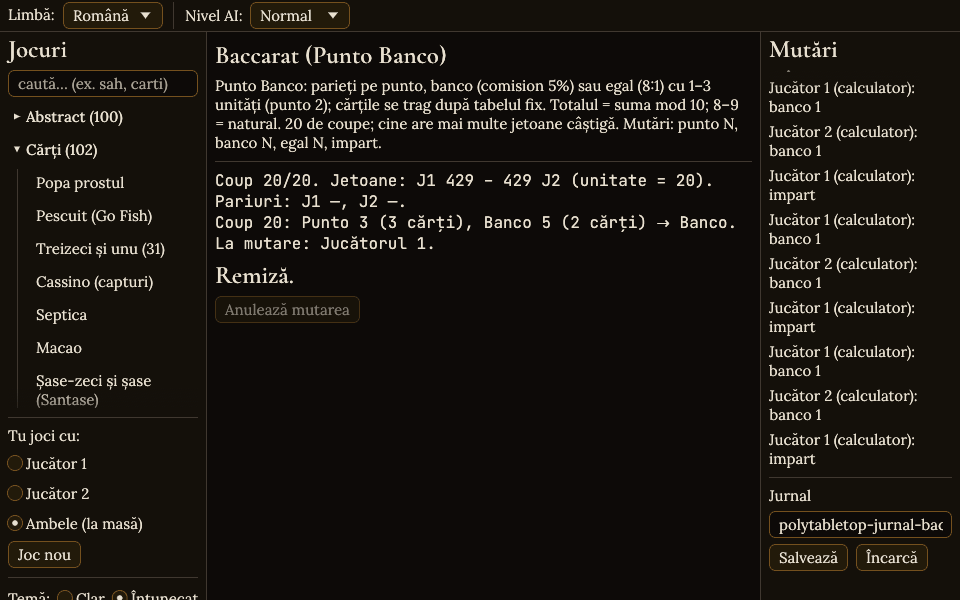 Limbă: Română ▼ Nivel AI: Normal ▼
Jocuri
caută... (ex. sah, carti)
▸ Abstract (100)
▾ Cărți (102)
Popa prostul
Pescuit (Go Fish)
Treizeci și unu (31)
Cassino (capturi)
Septica
Macao
Șase-zeci și șase
(Santase)
Tu joci cu:
Jucător 1
Jucător 2
Ambele (la masă)
Joc nou
Temă: Clar Întunecat
Baccarat (Punto Banco)
Punto Banco: pariețі pe punto, banco (comision 5%) sau egal (8:1) cu 1–3
unități (punto 2); cărțile se trag după tabelul fix. Totalul = suma mod 10; 8–9
= natural. 20 de coupe; cine are mai multe jetoane câștigă. Mutări: punto N,
banco N, egal N, impart.
Coup 20/20. Jetoane: J1 429 – 429 J2 (unitate = 20).
Pariuri: J1 —, J2 —.
Coup 20: Punto 3 (3 cărți), Banco 5 (2 cărți) → Banco.
La mutare: Jucătorul 1.
Remiză.
Anulează mutarea
Mutări
Jucător 1 (calculator):
banco 1
Jucător 2 (calculator):
banco 1
Jucător 1 (calculator):
impart
Jucător 1 (calculator):
banco 1
Jucător 2 (calculator):
banco 1
Jucător 1 (calculator):
impart
Jucător 1 (calculator):
banco 1
Jucător 2 (calculator):
banco 1
Jucător 1 (calculator):
impart
Jurnal
polytabletop-jurnal-bac
Salvează Încarcă